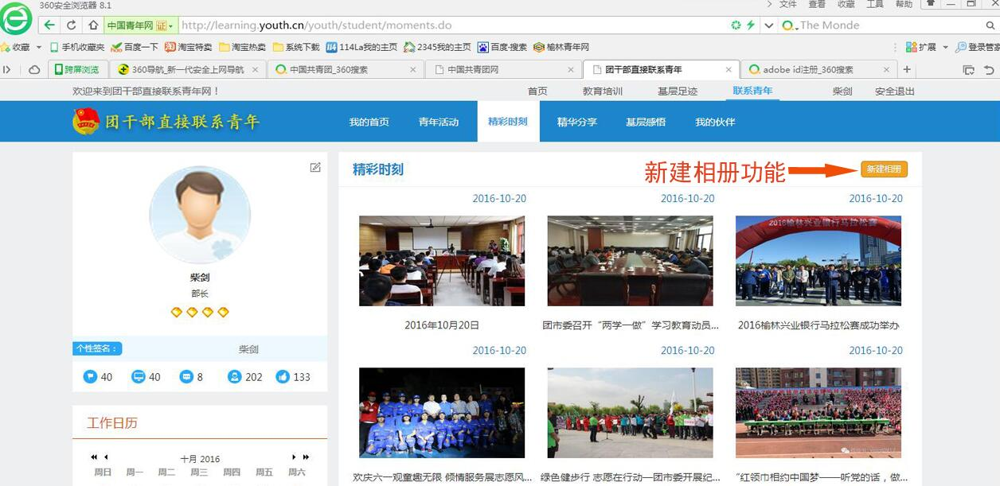 360安全浏览器 8.1
文件 查看 收藏 工具 帮助
中国青年网 证 http://learning.youth.cn/youth/student/moments.do The Monde
收藏 手机收藏夹 百度一下 淘宝特卖 淘宝热卖 系统下载 114La我的主页 2345我的主页 百度-搜索 榆林青年网 扩展 登录管家
跨屏浏览 360导航_新一代安全上网导航 中国共青团_360搜索 中国共青团网 团干部直接联系青年 adobe id注册_360搜索
欢迎来到团干部直接联系青年网！ 首页 教育培训 基层足迹 联系青年 柴剑 安全退出
团干部直接联系青年 我的首页 青年活动 精彩时刻 精华分享 基层感悟 我的伙伴
精彩时刻 新建相册功能 新建相册
2016-10-20 2016-10-20 2016-10-20
2016榆林兴业银行马拉松赛
柴剑
部长
2016年10月20日 团市委召开“两学一做”学习教育动员... 2016榆林兴业银行马拉松赛成功举办
个性签名： 柴剑
2016-10-20 2016-10-20 2016-10-20
40 40 8 202 133
工作日历
十月 2016
周日 周一 周二 周三 周四 周五 周六
欢庆六一观童趣无限 倾情服务展志愿风... 绿色健步行 志愿在行动—团市委开展纪... “红领巾相约中国梦——听党的话，做...